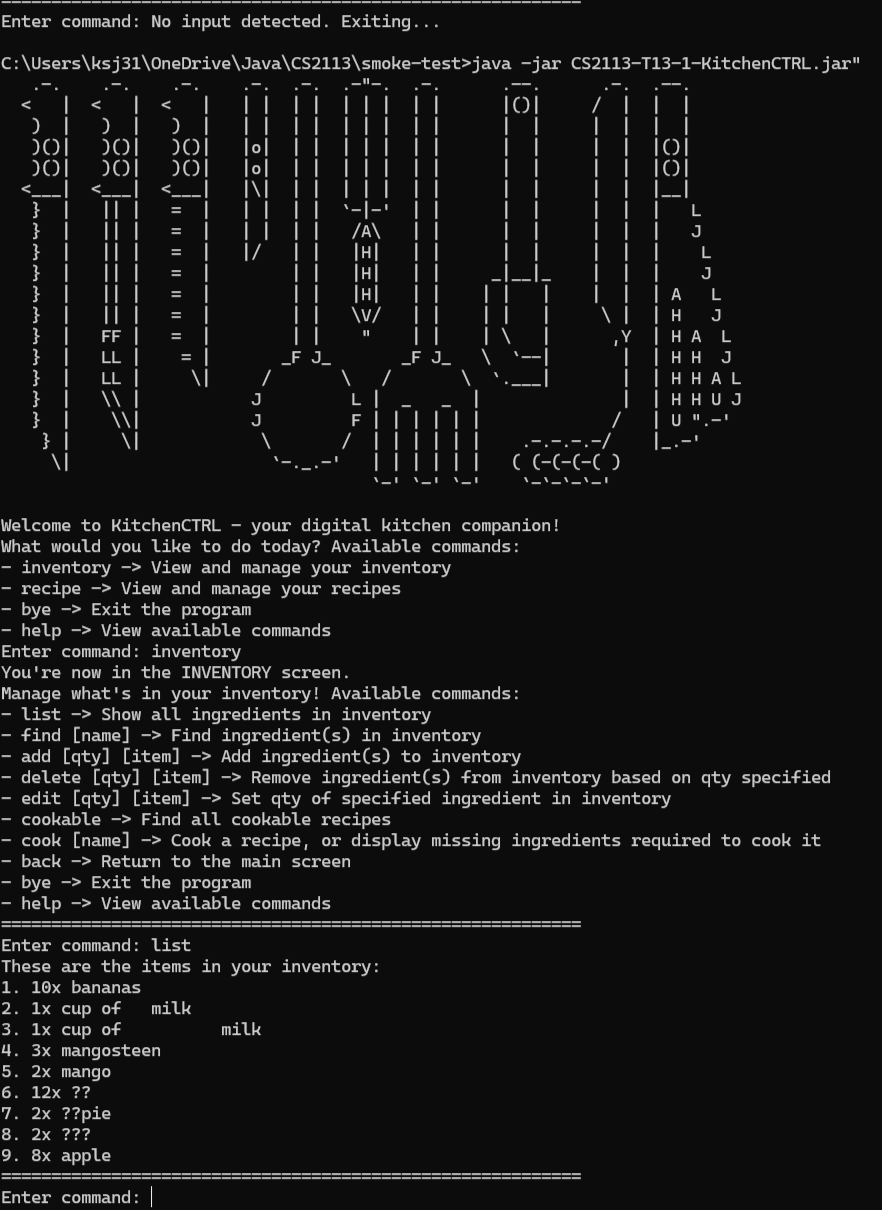 ==========================================================
Enter command: No input detected. Exiting...
C:\Users\ksj31\OneDrive\Java\CS2113\smoke-test>java -jar CS2113-T13-1-KitchenCTRL.jar"
Welcome to KitchenCTRL - your digital kitchen companion!
What would you like to do today? Available commands:
- inventory -> View and manage your inventory
- recipe -> View and manage your recipes
- bye -> Exit the program
- help -> View available commands
Enter command: inventory
You're now in the INVENTORY screen.
Manage what's in your inventory! Available commands:
- list -> Show all ingredients in inventory
- find [name] -> Find ingredient(s) in inventory
- add [qty] [item] -> Add ingredient(s) to inventory
- delete [qty] [item] -> Remove ingredient(s) from inventory based on qty specified
- edit [qty] [item] -> Set qty of specified ingredient in inventory
- cookable -> Find all cookable recipes
- cook [name] -> Cook a recipe, or display missing ingredients required to cook it
- back -> Return to the main screen
- bye -> Exit the program
- help -> View available commands
==========================================================
Enter command: list
These are the items in your inventory:
1. 10x bananas
2. 1x cup of   milk
3. 1x cup of          milk
4. 3x mangosteen
5. 2x mango
6. 12x ??
7. 2x ??pie
8. 2x ???
9. 8x apple
==========================================================
Enter command: